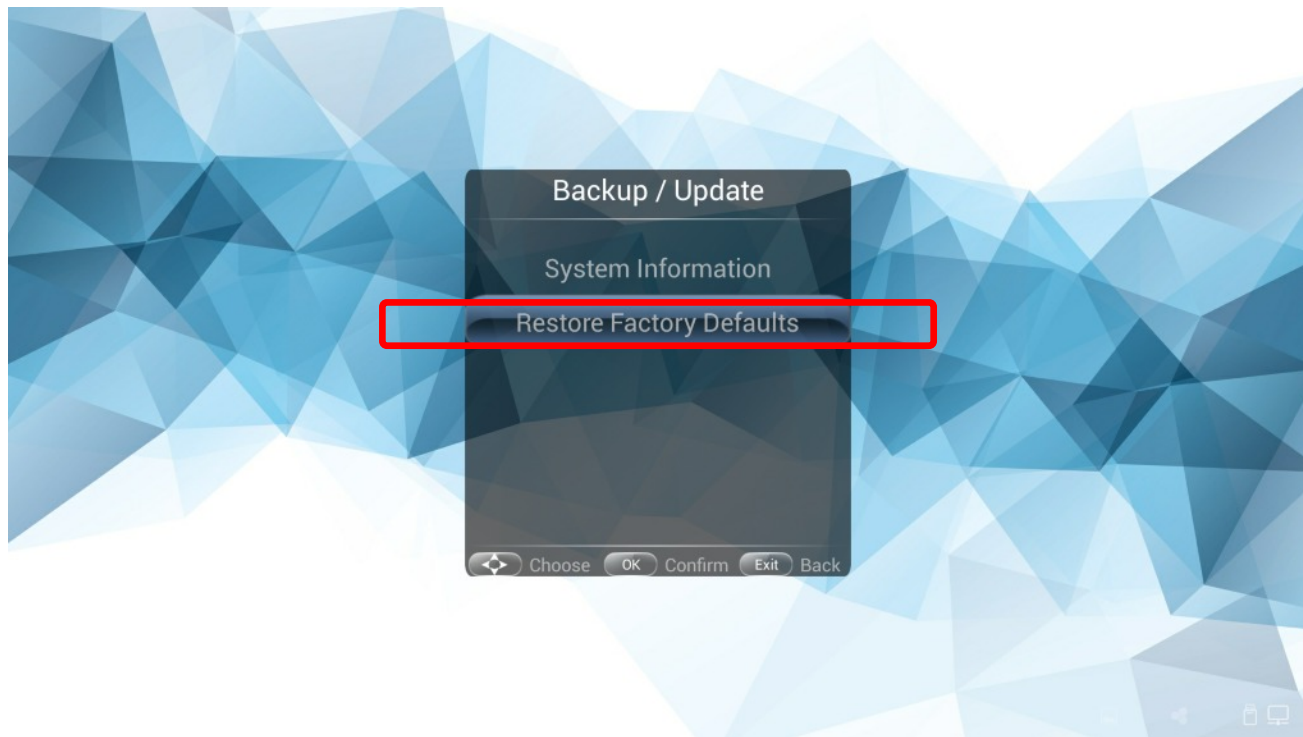 Backup / Update
System Information
Restore Factory Defaults
Choose OK Confirm Exit Back